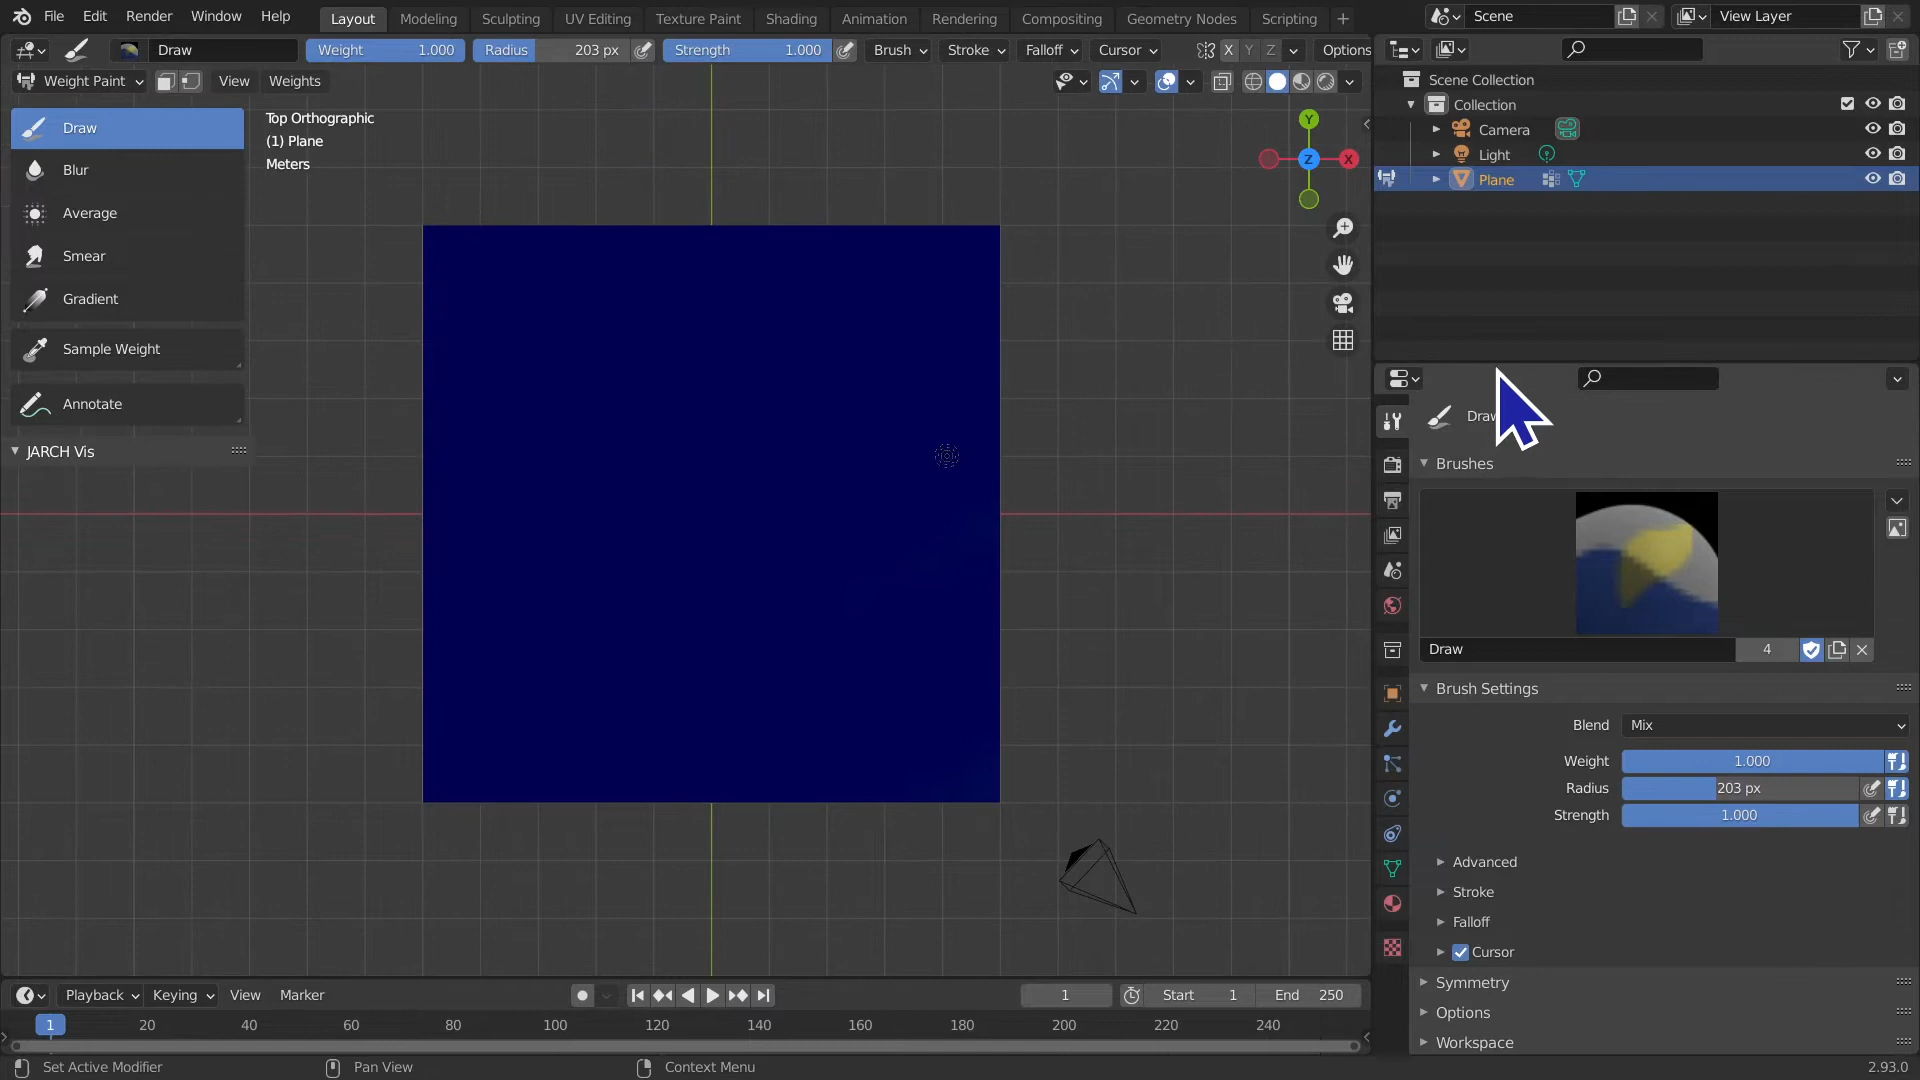 File Edit Render Window Help Layout Modeling Sculpting UV Editing Texture Paint Shading Animation Rendering Compositing Geometry Nodes Scripting + Scene View Layer
Draw Weight 1.000 Radius 203 px Strength 1.000 Brush Stroke Falloff Cursor X Y Z Options
Weight Paint View Weights
Scene Collection
Collection
Camera
Light
Plane
Draw
Blur
Average
Smear
Gradient
Sample Weight
Annotate
JARCH Vis
Top Orthographic
(1) Plane
Meters
Y
Z
X
Brushes
Draw 4
Brush Settings
Blend Mix
Weight 1.000
Radius 203 px
Strength 1.000
Advanced
Stroke
Falloff
Cursor
Symmetry
Options
Workspace
Playback Keying View Marker 1 Start 1 End 250
1 20 40 60 80 100 120 140 160 180 200 220 240
Set Active Modifier Pan View Context Menu 2.93.0